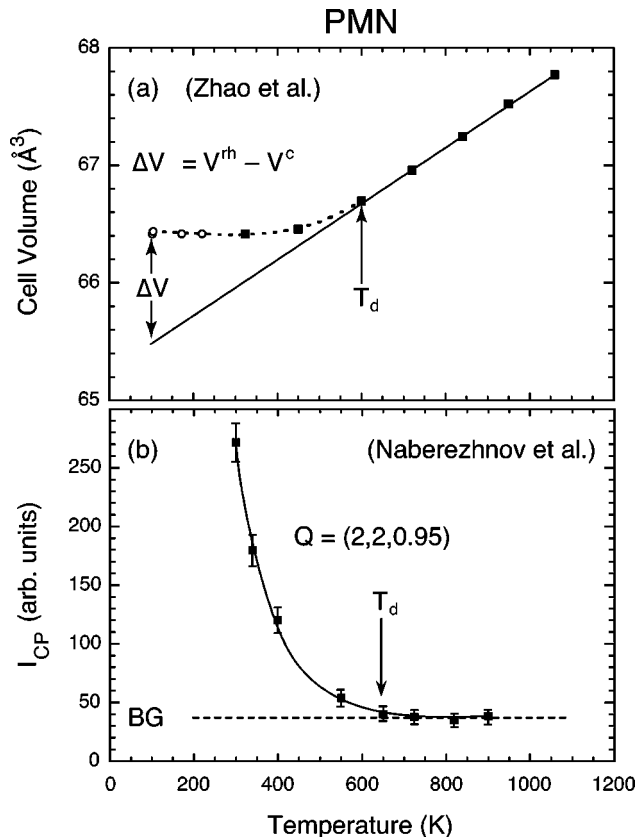 PMN
68
67
66
65
Cell Volume (Å³)
(a) (Zhao et al.)
ΔV = V^rh − V^c
ΔV
T_d
(b) (Naberezhnov et al.)
Q = (2,2,0.95)
T_d
BG
250
200
150
100
50
0
I_CP (arb. units)
0 200 400 600 800 1000 1200
Temperature (K)